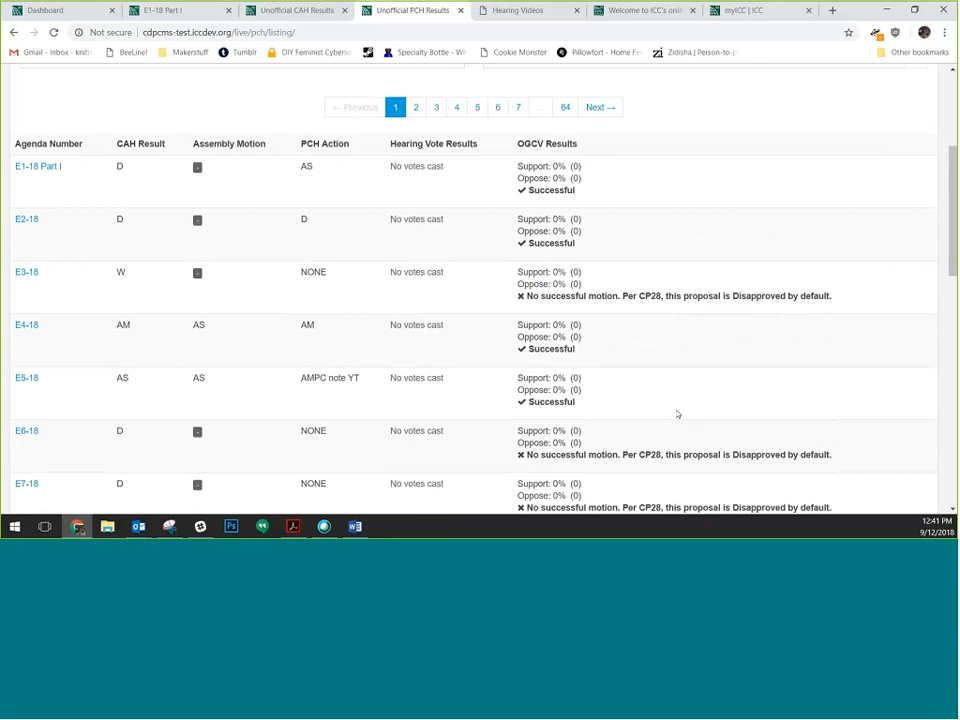 Dashboard
E1-18 Part I
Unofficial CAH Results
Unofficial PCH Results
Hearing Videos
Welcome to ICC's onli
myICC | ICC
Not secure | cdpcms-test.iccdev.org/live/pch/listing/
Gmail - Inbox - knitn
BeeLine!
Makerstuff
Tumblr
DIY Feminist Cyberse
Specialty Bottle - Wh
Cookie Monster
Pillowfort - Home Fe
Zidisha | Person-to-p
Other bookmarks
← Previous 1 2 3 4 5 6 7 ... 64 Next →
Agenda Number CAH Result Assembly Motion PCH Action Hearing Vote Results OGCV Results
E1-18 Part I D - AS No votes cast Support: 0% (0)
Oppose: 0% (0)
✔ Successful
E2-18 D - D No votes cast Support: 0% (0)
Oppose: 0% (0)
✔ Successful
E3-18 W - NONE No votes cast Support: 0% (0)
Oppose: 0% (0)
✖ No successful motion. Per CP28, this proposal is Disapproved by default.
E4-18 AM AS AM No votes cast Support: 0% (0)
Oppose: 0% (0)
✔ Successful
E5-18 AS AS AMPC note YT No votes cast Support: 0% (0)
Oppose: 0% (0)
✔ Successful
E6-18 D - NONE No votes cast Support: 0% (0)
Oppose: 0% (0)
✖ No successful motion. Per CP28, this proposal is Disapproved by default.
E7-18 D - NONE No votes cast Support: 0% (0)
Oppose: 0% (0)
✖ No successful motion. Per CP28, this proposal is Disapproved by default.
12:41 PM
9/12/2018